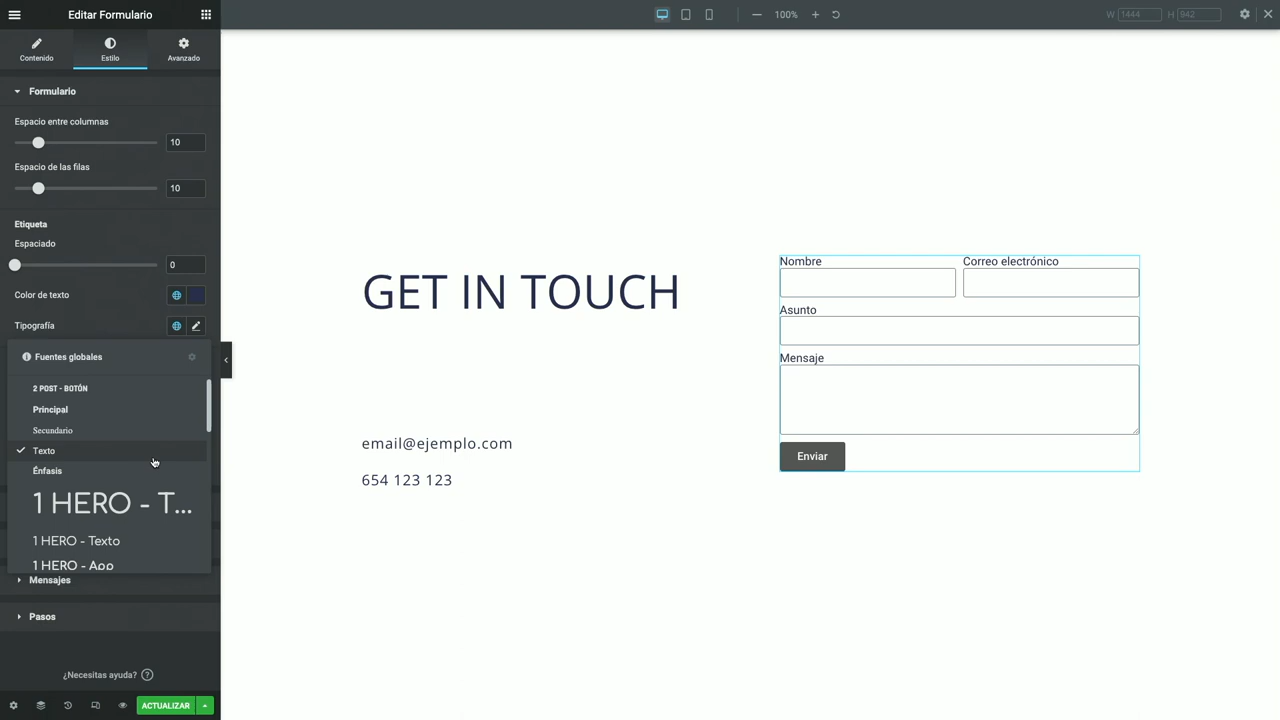 Editar Formulario
100%
W 1444
H 942
Contenido
Estilo
Avanzado
Formulario
Espacio entre columnas
10
Espacio de las filas
10
Etiqueta
Espaciado
0
Color de texto
Tipografía
Fuentes globales
2 POST - BOTÓN
Principal
Secundario
Texto
Énfasis
1 HERO - T...
1 HERO - Texto
1 HERO - App
Mensajes
Pasos
¿Necesitas ayuda? ?
ACTUALIZAR
GET IN TOUCH
email@ejemplo.com
654 123 123
Nombre
Correo electrónico
Asunto
Mensaje
Enviar